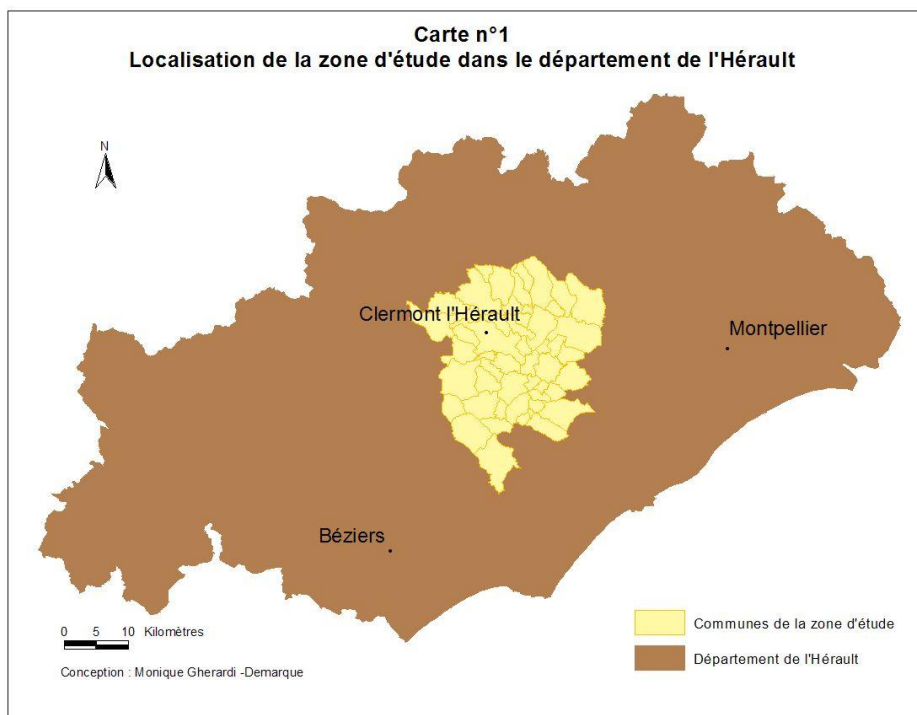 Carte n°1
Localisation de la zone d'étude dans le département de l'Hérault
N
Clermont l'Hérault
Montpellier
Béziers
0 5 10 Kilomètres
Conception : Monique Gherardi -Demarque
Communes de la zone d'étude
Département de l'Hérault